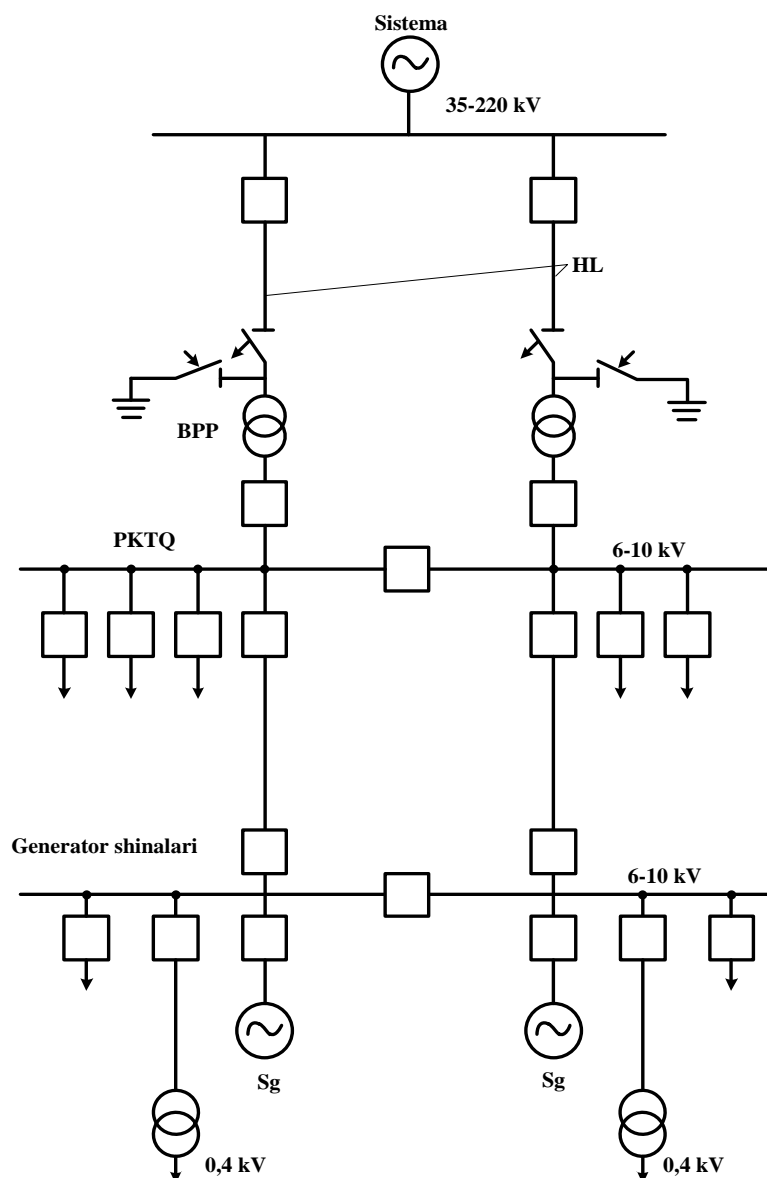 Sistema
35-220 kV
HL
BPP
PKTQ
6-10 kV
Generator shinalari
6-10 kV
Sg
Sg
0,4 kV
0,4 kV